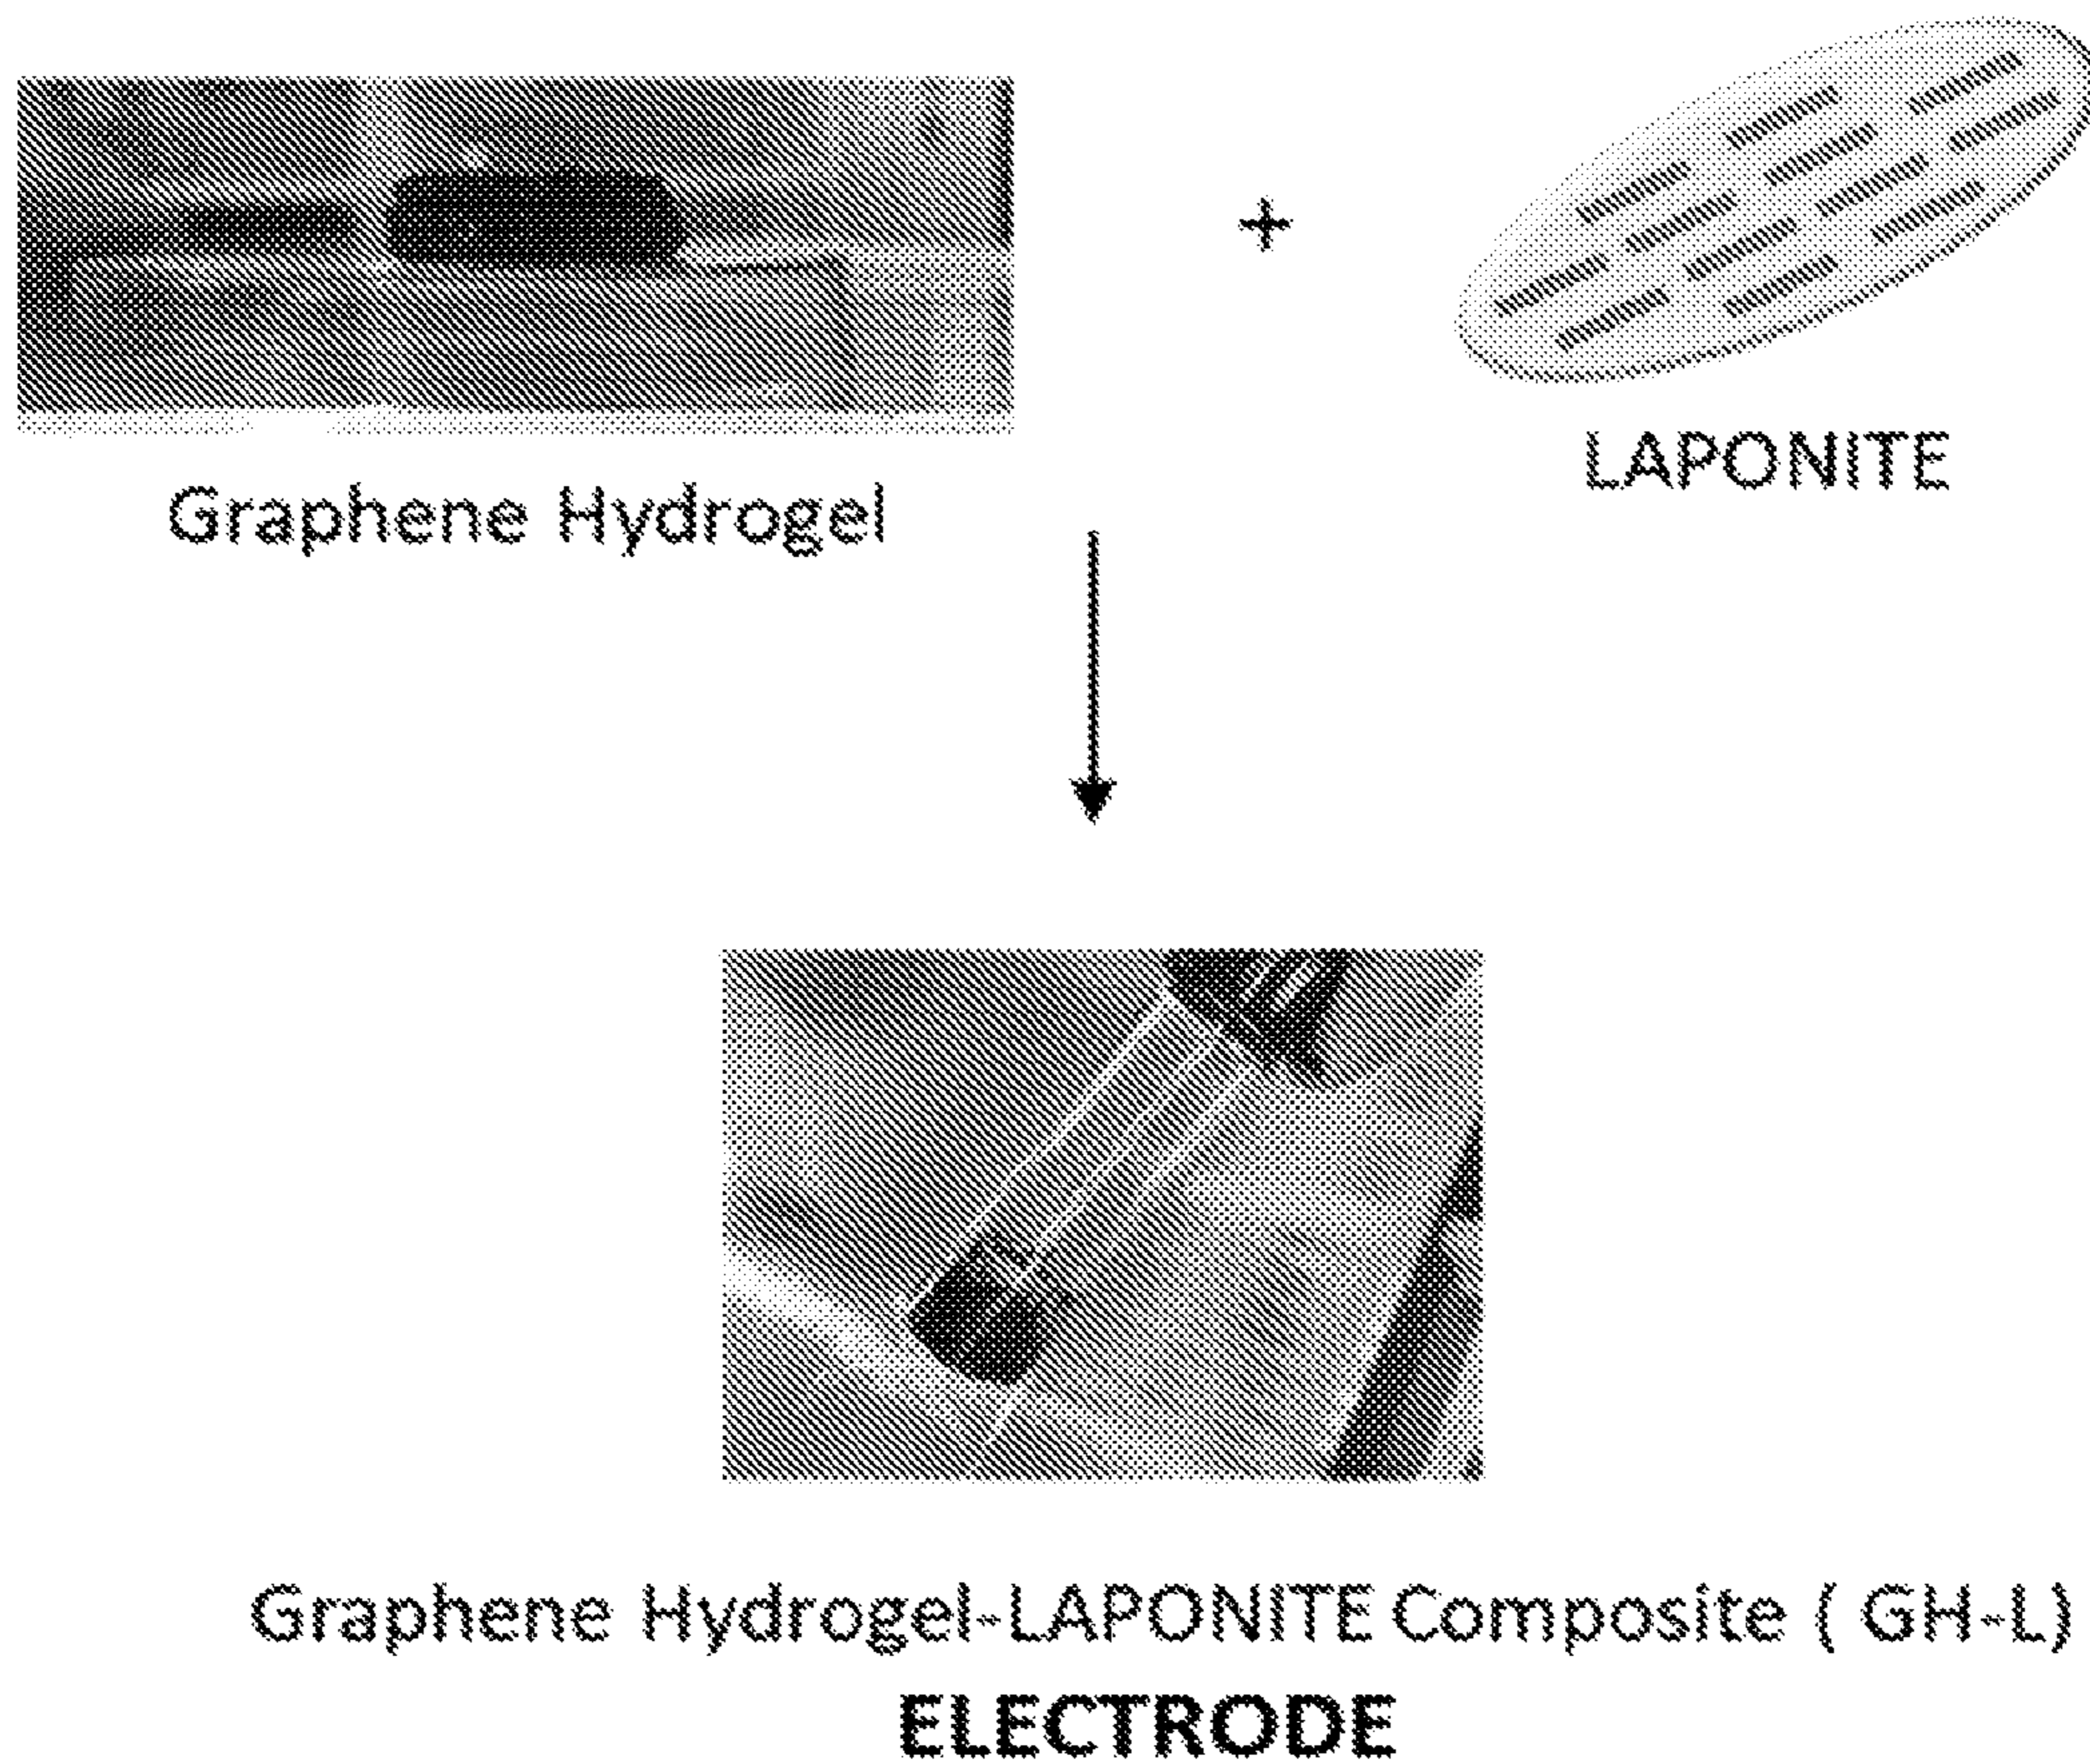 +
Graphene Hydrogel
LAPONITE
Graphene Hydrogel-LAPONITE Composite ( GH-L)
ELECTRODE